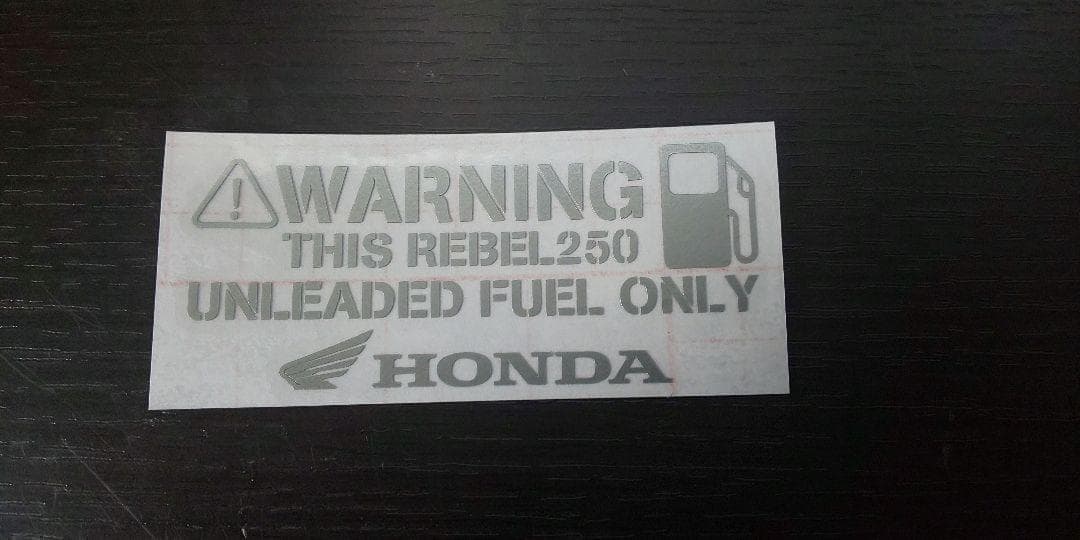 WARNING
THIS REBEL250
UNLEADED FUEL ONLY
HONDA